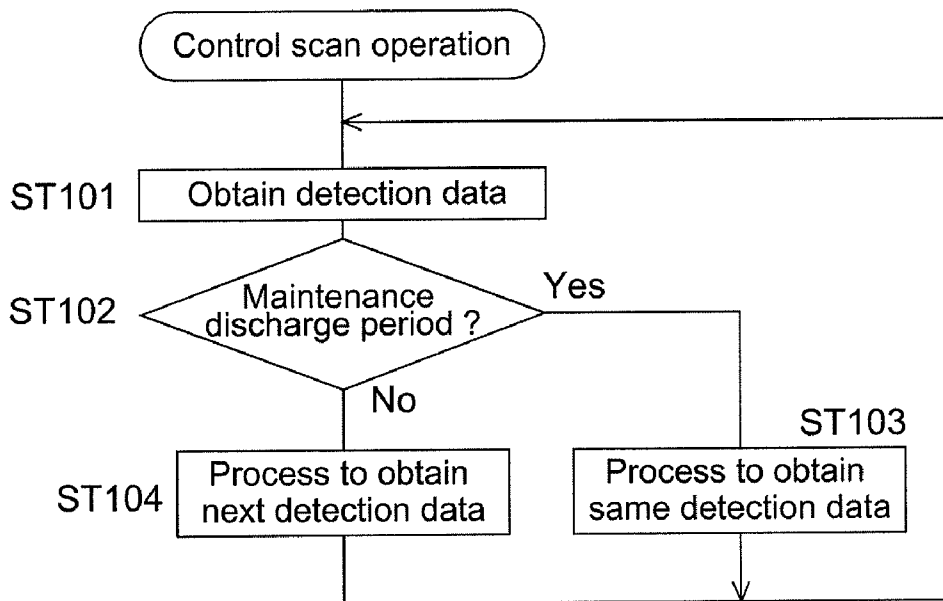 Control scan operation
ST101
Obtain detection data
ST102
Maintenance
discharge period ?
Yes
No
ST103
ST104
Process to obtain
next detection data
Process to obtain
same detection data